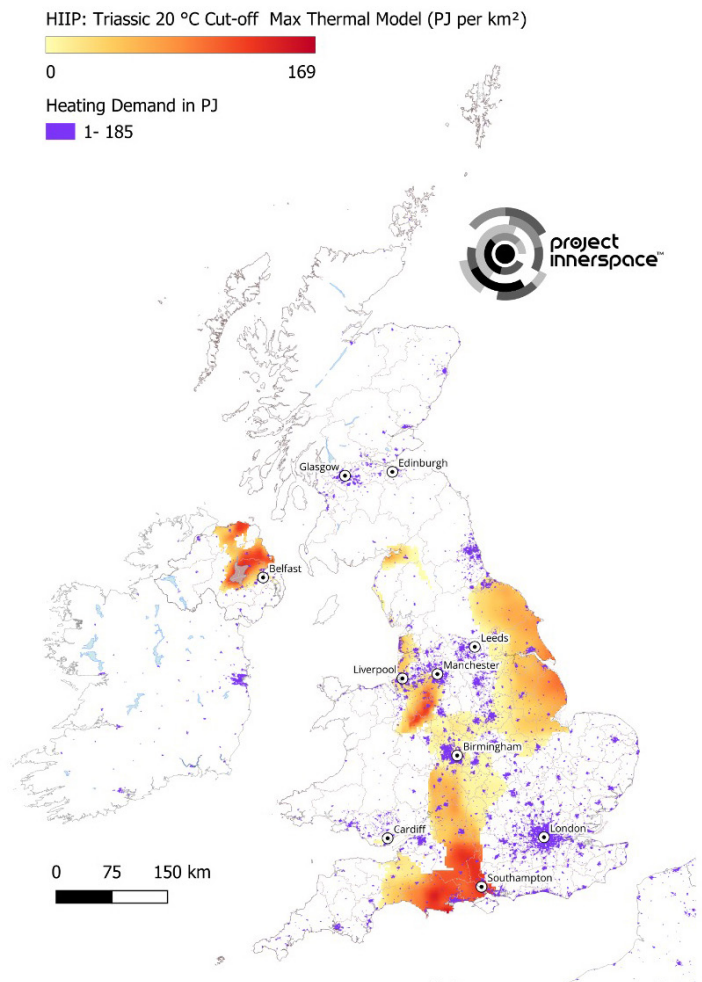 HIIP: Triassic 20 °C Cut-off Max Thermal Model (PJ per km²)
0 169
Heating Demand in PJ
1- 185
project
innerspace™
Glasgow
Edinburgh
Belfast
Leeds
Liverpool
Manchester
Birmingham
Cardiff
London
0 75 150 km
Southampton